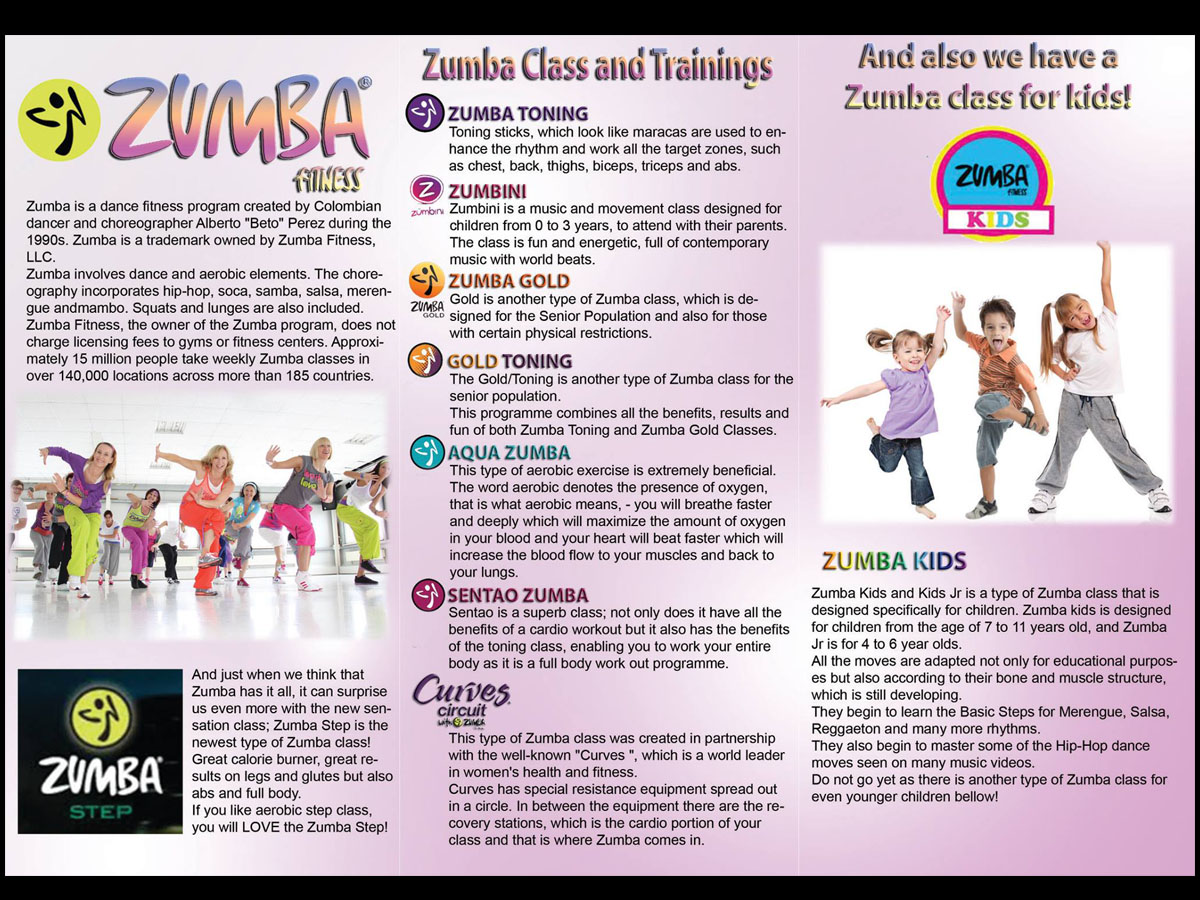 ZUMBA®
FITNESS
Zumba is a dance fitness program created by Colombian
dancer and choreographer Alberto "Beto" Perez during the
1990s. Zumba is a trademark owned by Zumba Fitness,
LLC.
Zumba involves dance and aerobic elements. The chore-
ography incorporates hip-hop, soca, samba, salsa, meren-
gue andmambo. Squats and lunges are also included.
Zumba Fitness, the owner of the Zumba program, does not
charge licensing fees to gyms or fitness centers. Approxi-
mately 15 million people take weekly Zumba classes in
over 140,000 locations across more than 185 countries.
love
ZUMBA
STEP
And just when we think that
Zumba has it all, it can surprise
us even more with the new sen-
sation class; Zumba Step is the
newest type of Zumba class!
Great calorie burner, great re-
sults on legs and glutes but also
abs and full body.
If you like aerobic step class,
you will LOVE the Zumba Step!
Zumba Class and Trainings
ZUMBA TONING
Toning sticks, which look like maracas are used to en-
hance the rhythm and work all the target zones, such
as chest, back, thighs, biceps, triceps and abs.
Z
zumbini
ZUMBINI
Zumbini is a music and movement class designed for
children from 0 to 3 years, to attend with their parents.
The class is fun and energetic, full of contemporary
music with world beats.
ZUMBA
GOLD
ZUMBA GOLD
Gold is another type of Zumba class, which is de-
signed for the Senior Population and also for those
with certain physical restrictions.
GOLD TONING
The Gold/Toning is another type of Zumba class for the
senior population.
This programme combines all the benefits, results and
fun of both Zumba Toning and Zumba Gold Classes.
AQUA ZUMBA
This type of aerobic exercise is extremely beneficial.
The word aerobic denotes the presence of oxygen,
that is what aerobic means, - you will breathe faster
and deeply which will maximize the amount of oxygen
in your blood and your heart will beat faster which will
increase the blood flow to your muscles and back to
your lungs.
SENTAO ZUMBA
Sentao is a superb class; not only does it have all the
benefits of a cardio workout but it also has the benefits
of the toning class, enabling you to work your entire
body as it is a full body work out programme.
Curves
circuit
with ZUMBA
This type of Zumba class was created in partnership
with the well-known "Curves ", which is a world leader
in women's health and fitness.
Curves has special resistance equipment spread out
in a circle. In between the equipment there are the re-
covery stations, which is the cardio portion of your
class and that is where Zumba comes in.
And also we have a
Zumba class for kids!
ZUMBA
FITNESS
KIDS
ZUMBA KIDS
Zumba Kids and Kids Jr is a type of Zumba class that is
designed specifically for children. Zumba kids is designed
for children from the age of 7 to 11 years old, and Zumba
Jr is for 4 to 6 year olds.
All the moves are adapted not only for educational purpos-
es but also according to their bone and muscle structure,
which is still developing.
They begin to learn the Basic Steps for Merengue, Salsa,
Reggaeton and many more rhythms.
They also begin to master some of the Hip-Hop dance
moves seen on many music videos.
Do not go yet as there is another type of Zumba class for
even younger children bellow!